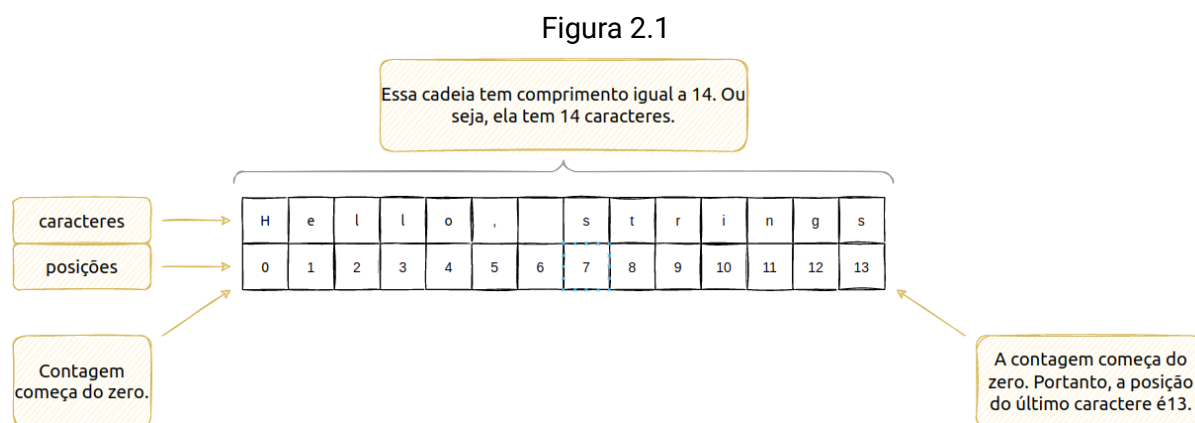 Figura 2.1
Essa cadeia tem comprimento igual a 14. Ou
seja, ela tem 14 caracteres.
caracteres H e l l o , s t r i n g s
posições 0 1 2 3 4 5 6 7 8 9 10 11 12 13
Contagem
começa do zero.
A contagem começa do
zero. Portanto, a posição
do último caractere é13.